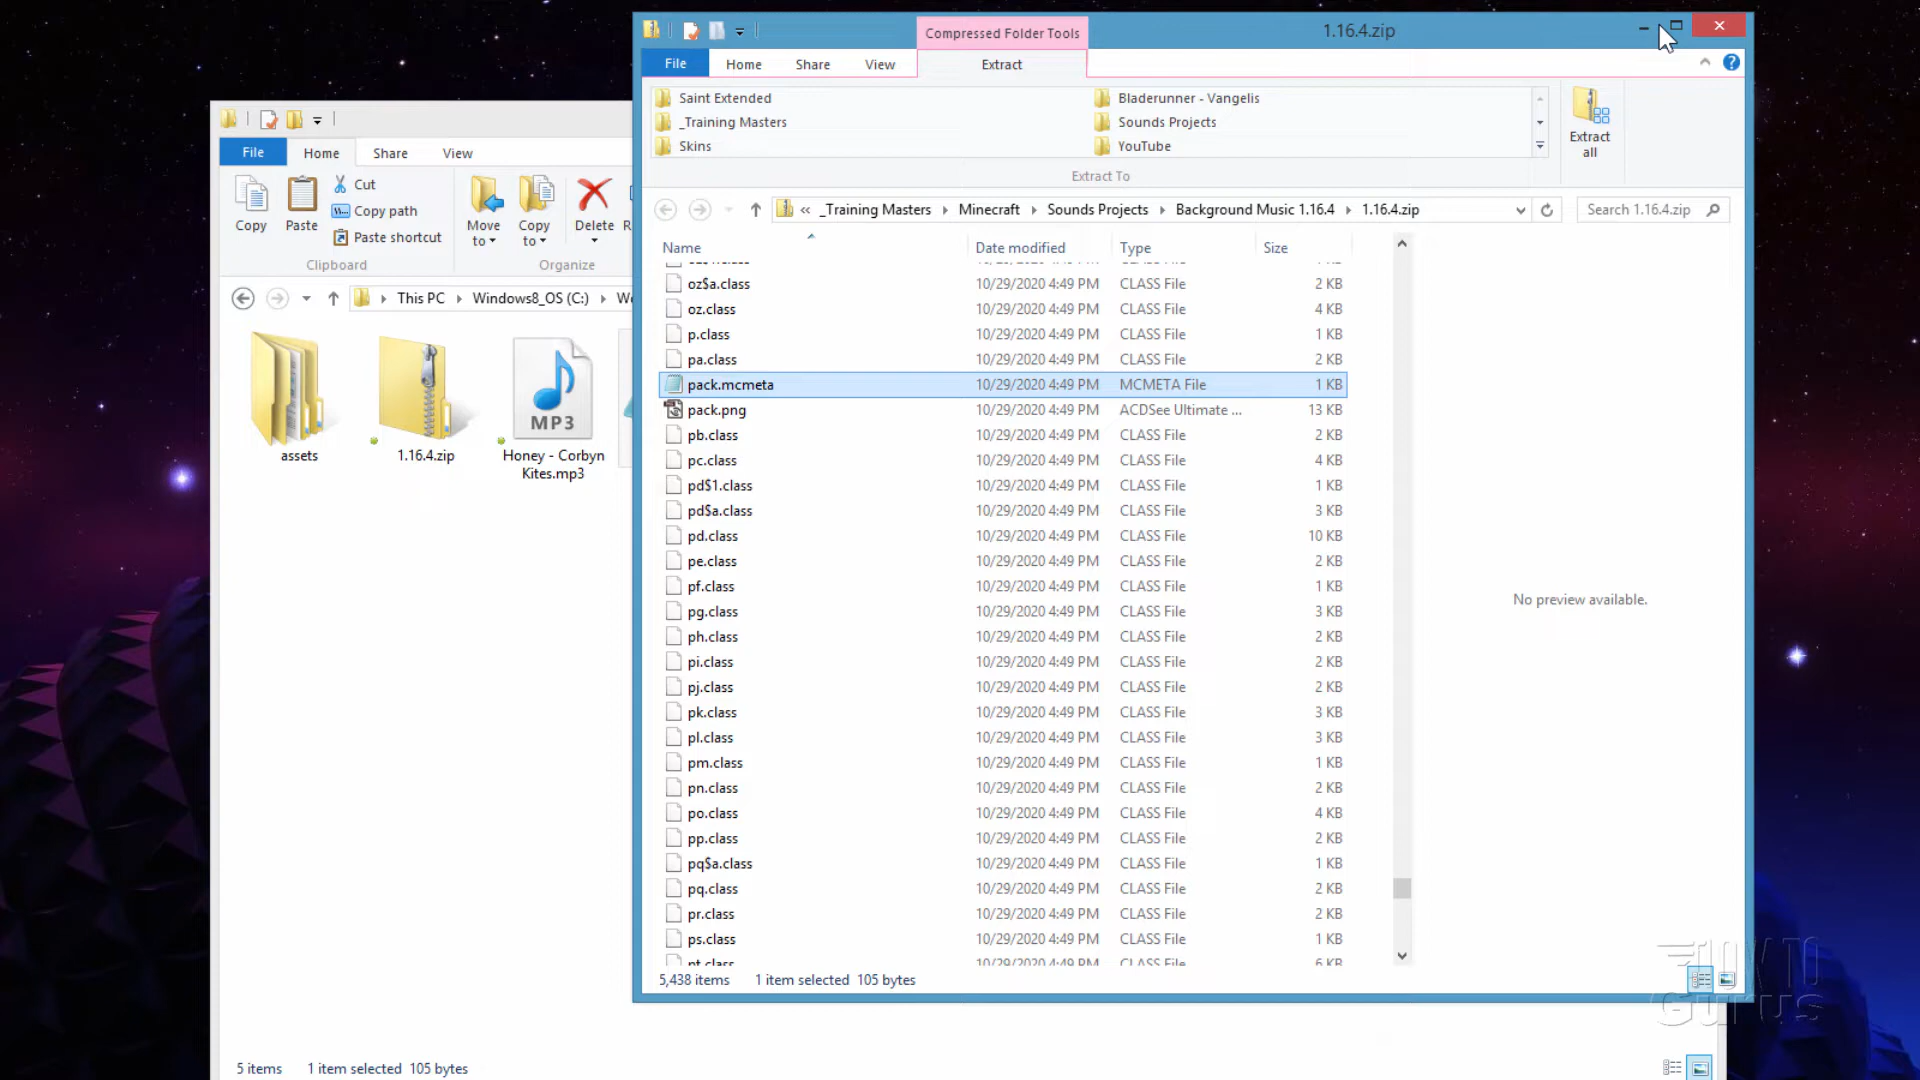 Compressed Folder Tools
1.16.4.zip
File Home Share View Extract
Saint Extended
_Training Masters
Skins
Bladerunner - Vangelis
Sounds Projects
YouTube
Extract all
Extract To
« _Training Masters Minecraft Sounds Projects Background Music 1.16.4 1.16.4.zip
Search 1.16.4.zip
Name Date modified Type Size
oz$a.class 10/29/2020 4:49 PM CLASS File 2 KB
oz.class 10/29/2020 4:49 PM CLASS File 4 KB
p.class 10/29/2020 4:49 PM CLASS File 1 KB
pa.class 10/29/2020 4:49 PM CLASS File 2 KB
pack.mcmeta 10/29/2020 4:49 PM MCMETA File 1 KB
pack.png 10/29/2020 4:49 PM ACDSee Ultimate ... 13 KB
pb.class 10/29/2020 4:49 PM CLASS File 2 KB
pc.class 10/29/2020 4:49 PM CLASS File 4 KB
pd$1.class 10/29/2020 4:49 PM CLASS File 1 KB
pd$a.class 10/29/2020 4:49 PM CLASS File 3 KB
pd.class 10/29/2020 4:49 PM CLASS File 10 KB
pe.class 10/29/2020 4:49 PM CLASS File 2 KB
pf.class 10/29/2020 4:49 PM CLASS File 1 KB
pg.class 10/29/2020 4:49 PM CLASS File 3 KB
ph.class 10/29/2020 4:49 PM CLASS File 2 KB
pi.class 10/29/2020 4:49 PM CLASS File 2 KB
pj.class 10/29/2020 4:49 PM CLASS File 2 KB
pk.class 10/29/2020 4:49 PM CLASS File 3 KB
pl.class 10/29/2020 4:49 PM CLASS File 3 KB
pm.class 10/29/2020 4:49 PM CLASS File 1 KB
pn.class 10/29/2020 4:49 PM CLASS File 2 KB
po.class 10/29/2020 4:49 PM CLASS File 4 KB
pp.class 10/29/2020 4:49 PM CLASS File 2 KB
pq$a.class 10/29/2020 4:49 PM CLASS File 1 KB
pq.class 10/29/2020 4:49 PM CLASS File 2 KB
pr.class 10/29/2020 4:49 PM CLASS File 2 KB
ps.class 10/29/2020 4:49 PM CLASS File 1 KB
pt.class 10/29/2020 4:49 PM CLASS File 6 KB
No preview available.
5,438 items 1 item selected 105 bytes
File Home Share View
Copy
Paste
Cut
Copy path
Paste shortcut
Clipboard
Move to
Copy to
Delete
Organize
This PC Windows8_OS (C:)
assets
1.16.4.zip
MP3
Honey - Corbyn
Kites.mp3
5 items 1 item selected 105 bytes
Gurus